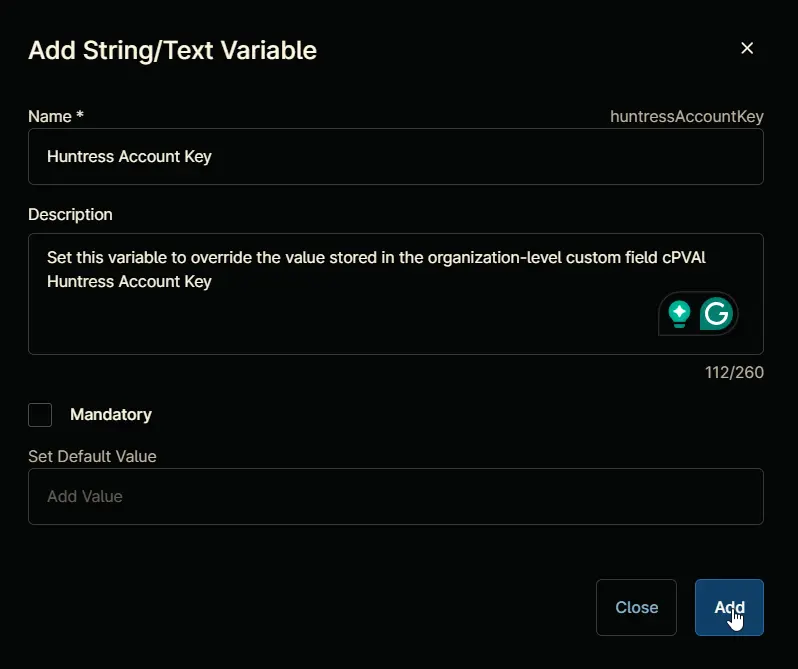 Add String/Text Variable
Name *
huntressAccountKey
Huntress Account Key
Description
Set this variable to override the value stored in the organization-level custom field cPVAl
Huntress Account Key
112/260
Mandatory
Set Default Value
Add Value
Close
Add